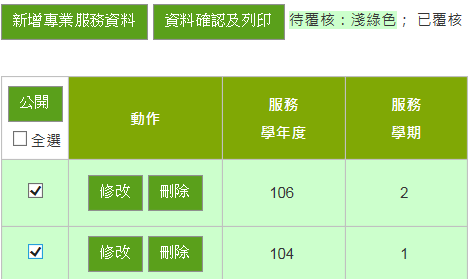 新增專業服務資料 資料確認及列印 待覆核：淺綠色； 已覆核
公開 全選 動作 服務學年度 服務學期
修改 刪除 106 2
修改 刪除 104 1